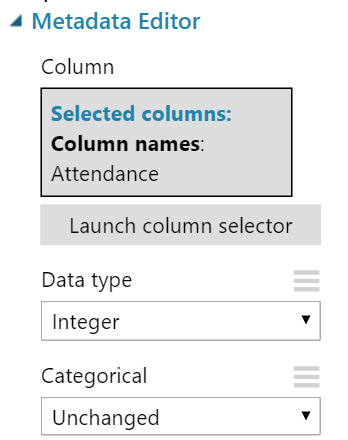 Metadata Editor
Column
Selected columns:
Column names:
Attendance
Launch column selector
Data type
Integer
Categorical
Unchanged